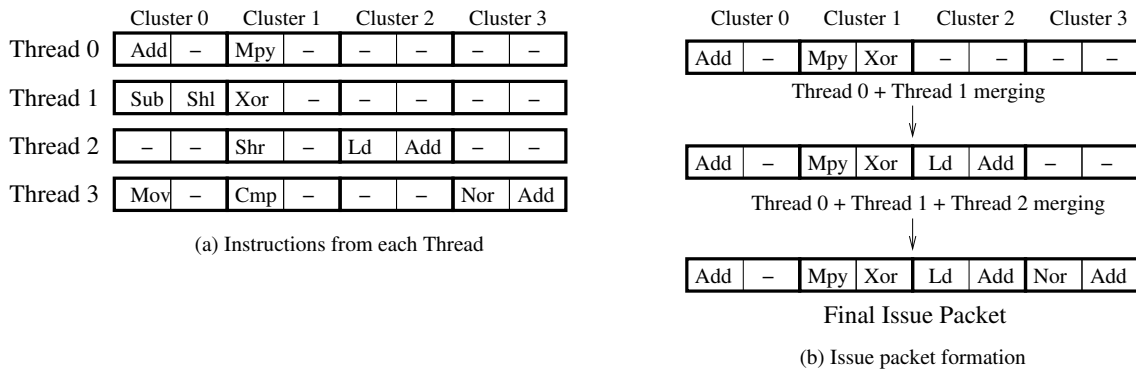 Cluster 0 Cluster 1 Cluster 2 Cluster 3
Thread 0 Add – Mpy – – – – –
Thread 1 Sub Shl Xor – – – – –
Thread 2 – – Shr – Ld Add – –
Thread 3 Mov – Cmp – – – Nor Add
(a) Instructions from each Thread
Cluster 0 Cluster 1 Cluster 2 Cluster 3
Add – Mpy Xor – – – –
Thread 0 + Thread 1 merging
Add – Mpy Xor Ld Add – –
Thread 0 + Thread 1 + Thread 2 merging
Add – Mpy Xor Ld Add Nor Add
Final Issue Packet
(b) Issue packet formation